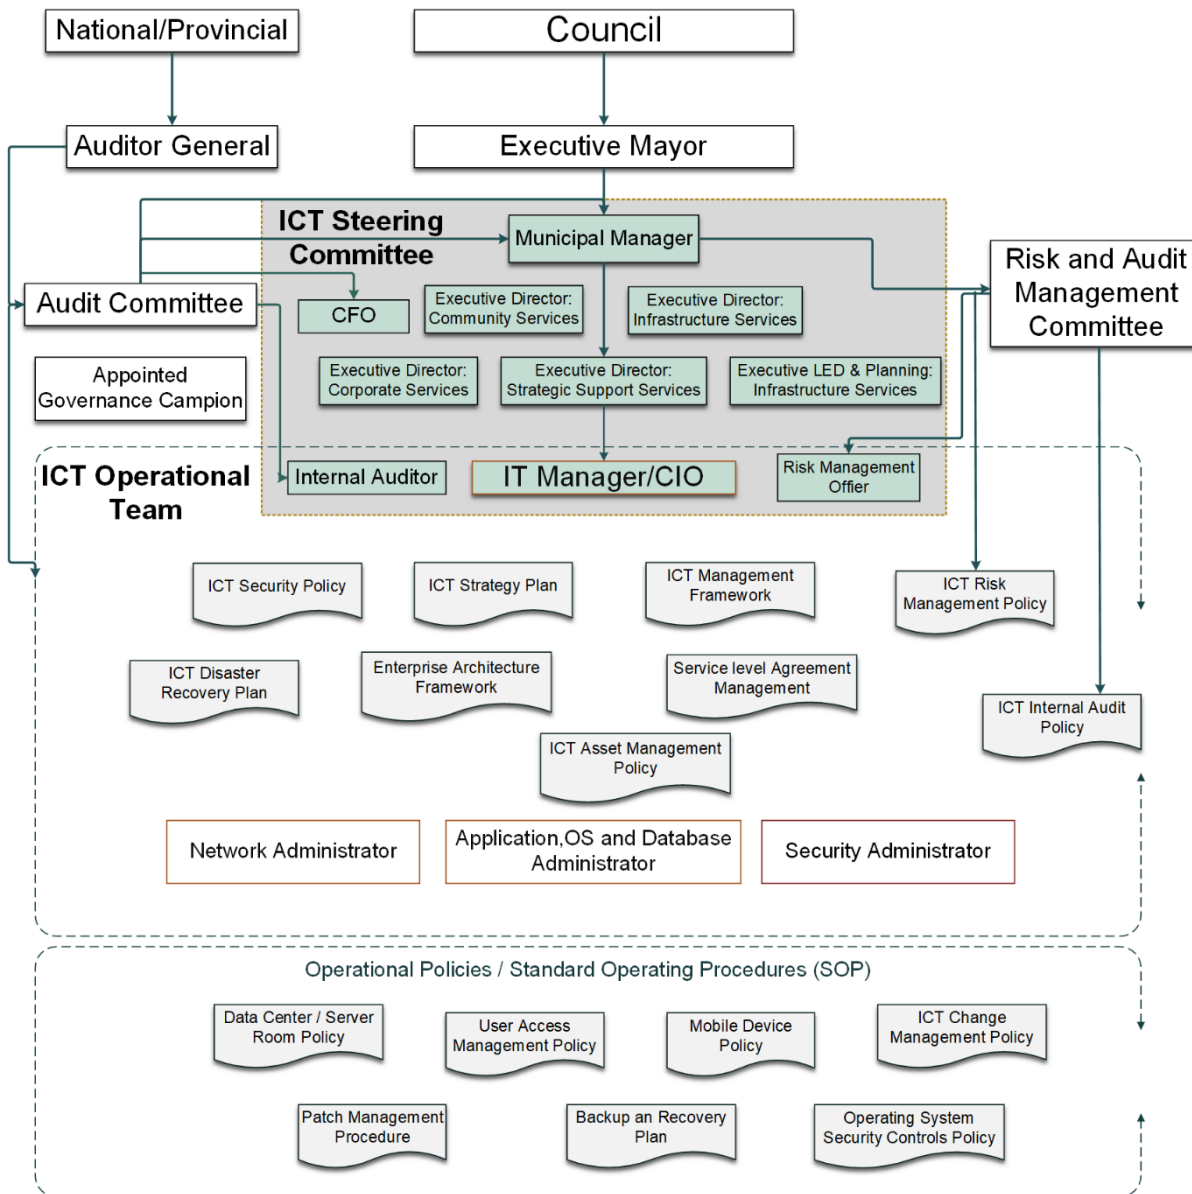 National/Provincial
Council
Auditor General
Executive Mayor
ICT Steering
Committee
Municipal Manager
Risk and Audit
Management
Committee
Audit Committee
CFO
Executive Director:
Community Services
Executive Director:
Infrastructure Services
Appointed
Governance Campion
Executive Director:
Corporate Services
Executive Director:
Strategic Support Services
Executive LED & Planning:
Infrastructure Services
ICT Operational
Team
Internal Auditor
IT Manager/CIO
Risk Management
Offier
ICT Security Policy
ICT Strategy Plan
ICT Management
Framework
ICT Risk
Management Policy
ICT Disaster
Recovery Plan
Enterprise Architecture
Framework
Service level Agreement
Management
ICT Internal Audit
Policy
ICT Asset Management
Policy
Network Administrator
Application,OS and Database
Administrator
Security Administrator
Operational Policies / Standard Operating Procedures (SOP)
Data Center / Server
Room Policy
User Access
Management Policy
Mobile Device
Policy
ICT Change
Management Policy
Patch Management
Procedure
Backup an Recovery
Plan
Operating System
Security Controls Policy